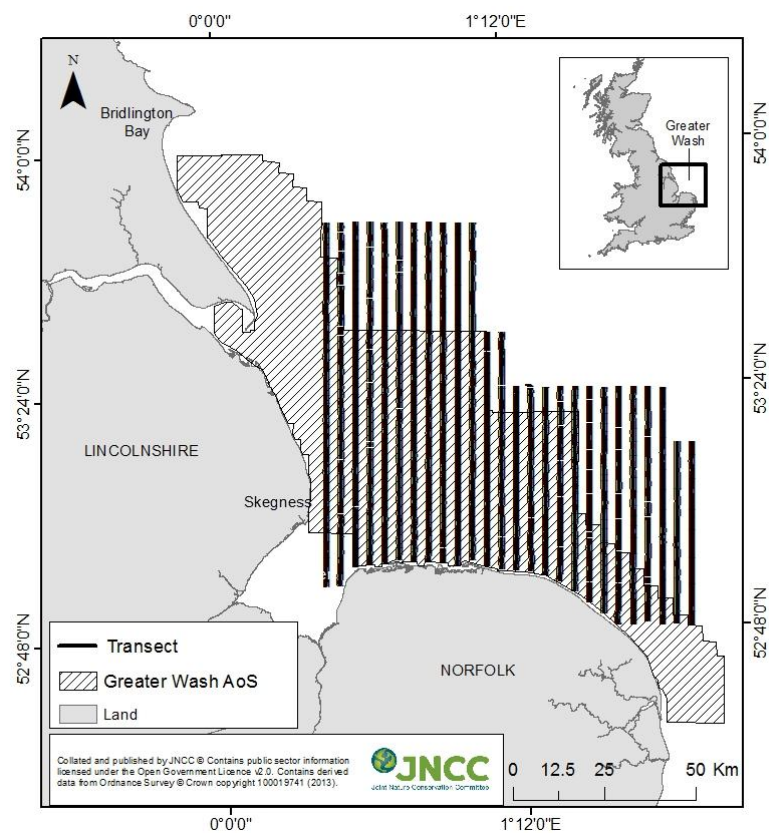 0°0'0"
1°12'0"E
N
Bridlington
Bay
Greater
Wash
54°0'0"N
54°0'0"N
53°24'0"N
53°24'0"N
LINCOLNSHIRE
Skegness
52°48'0"N
52°48'0"N
Transect
Greater Wash AoS
Land
NORFOLK
Collated and published by JNCC © Contains public sector information
licensed under the Open Government Licence v2.0. Contains derived
data from Ordnance Survey © Crown copyright 100019741 (2013).
JNCC
Joint Nature Conservation Committee
0 12.5 25 50 Km
0°0'0"
1°12'0"E